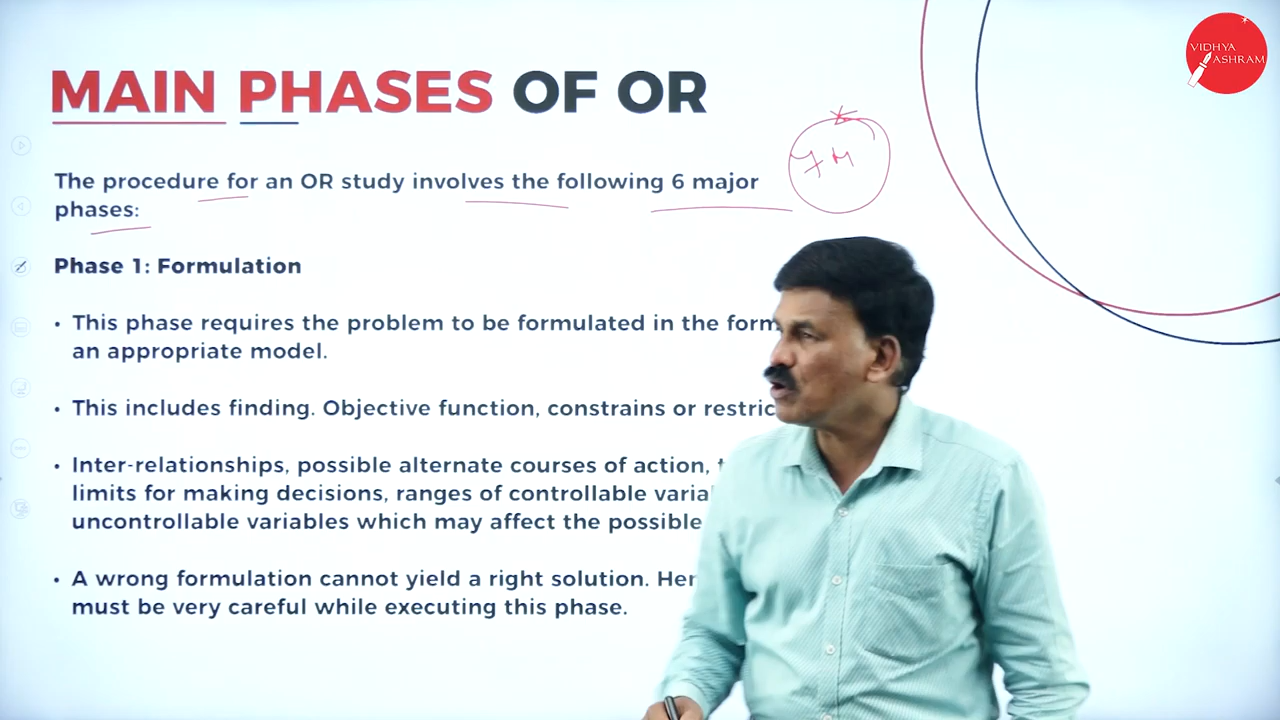 VIDHYA
ASHRAM
MAIN PHASES OF OR
The procedure for an OR study involves the following 6 major
phases:
Phase 1: Formulation
• This phase requires the problem to be formulated in the form
an appropriate model.
• This includes finding. Objective function, constrains or restric
• Inter-relationships, possible alternate courses of action,
limits for making decisions, ranges of controllable
uncontrollable variables which may affect the possible
• A wrong formulation cannot yield a right solution.
must be very careful while executing this phase.